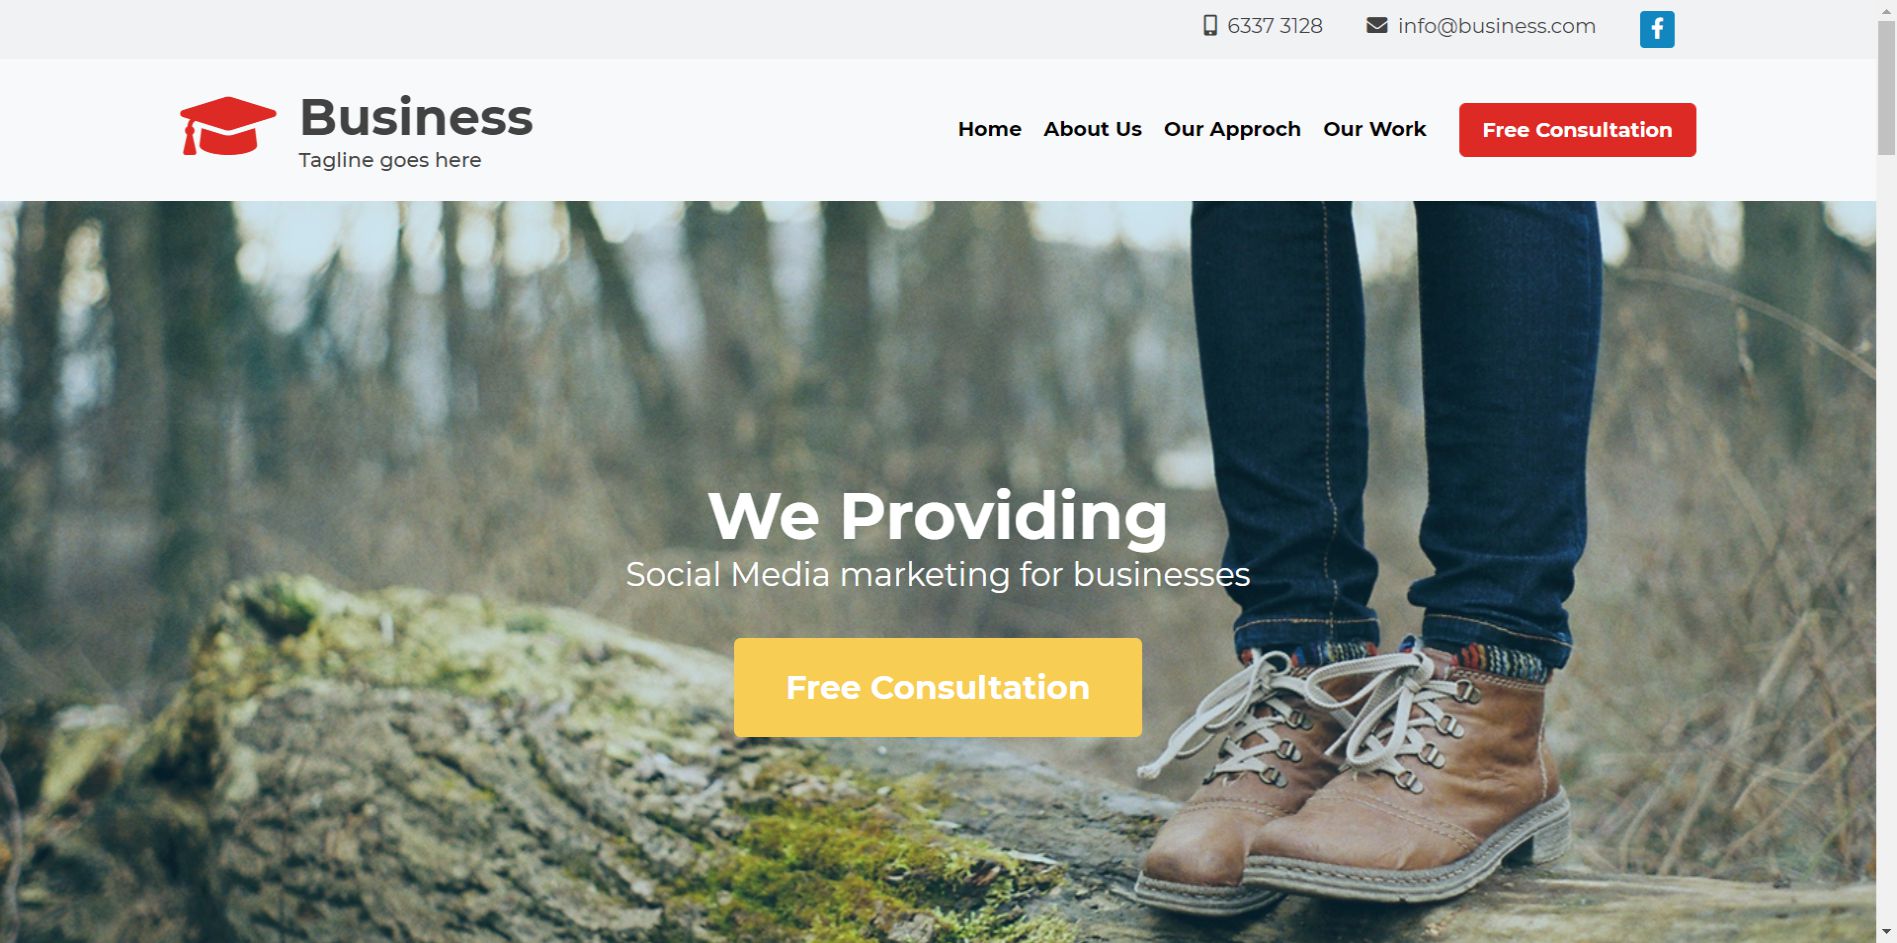 6337 3128 info@business.com
Business
Tagline goes here
Home About Us Our Approch Our Work Free Consultation
We Providing
Social Media marketing for businesses
Free Consultation